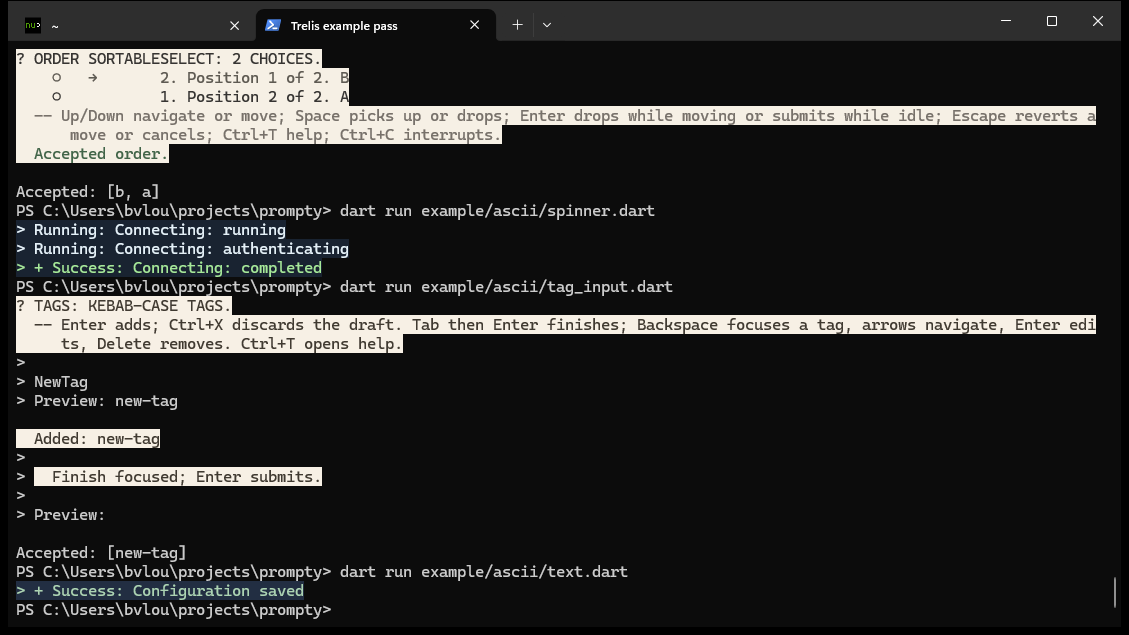 nu> ~
Trelis example pass
? ORDER SORTABLESELECT: 2 CHOICES.
○ → 2. Position 1 of 2. B
○ 1. Position 2 of 2. A
-- Up/Down navigate or move; Space picks up or drops; Enter drops while moving or submits while idle; Escape reverts a
move or cancels; Ctrl+T help; Ctrl+C interrupts.
Accepted order.
Accepted: [b, a]
PS C:\Users\bvlou\projects\prompty> dart run example/ascii/spinner.dart
> Running: Connecting: running
> Running: Connecting: authenticating
> + Success: Connecting: completed
PS C:\Users\bvlou\projects\prompty> dart run example/ascii/tag_input.dart
? TAGS: KEBAB-CASE TAGS.
-- Enter adds; Ctrl+X discards the draft. Tab then Enter finishes; Backspace focuses a tag, arrows navigate, Enter edi
ts, Delete removes. Ctrl+T opens help.
>
> NewTag
> Preview: new-tag
Added: new-tag
>
> Finish focused; Enter submits.
>
> Preview:
Accepted: [new-tag]
PS C:\Users\bvlou\projects\prompty> dart run example/ascii/text.dart
> + Success: Configuration saved
PS C:\Users\bvlou\projects\prompty>